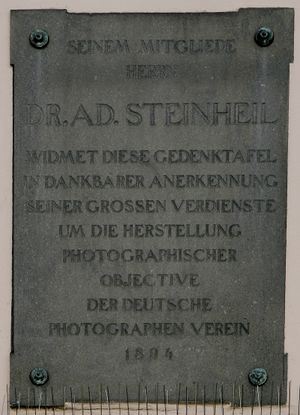 SEINEM MITGLIEDE
HERRN
DR. AD. STEINHEIL
WIDMET DIESE GEDENKTAFEL
IN DANKBARER ANERKENNUNG
SEINER GROSSEN VERDIENSTE
UM DIE HERSTELLUNG
PHOTOGRAPHISCHER
OBJECTIVE
DER DEUTSCHE
PHOTOGRAPHEN VEREIN
1894